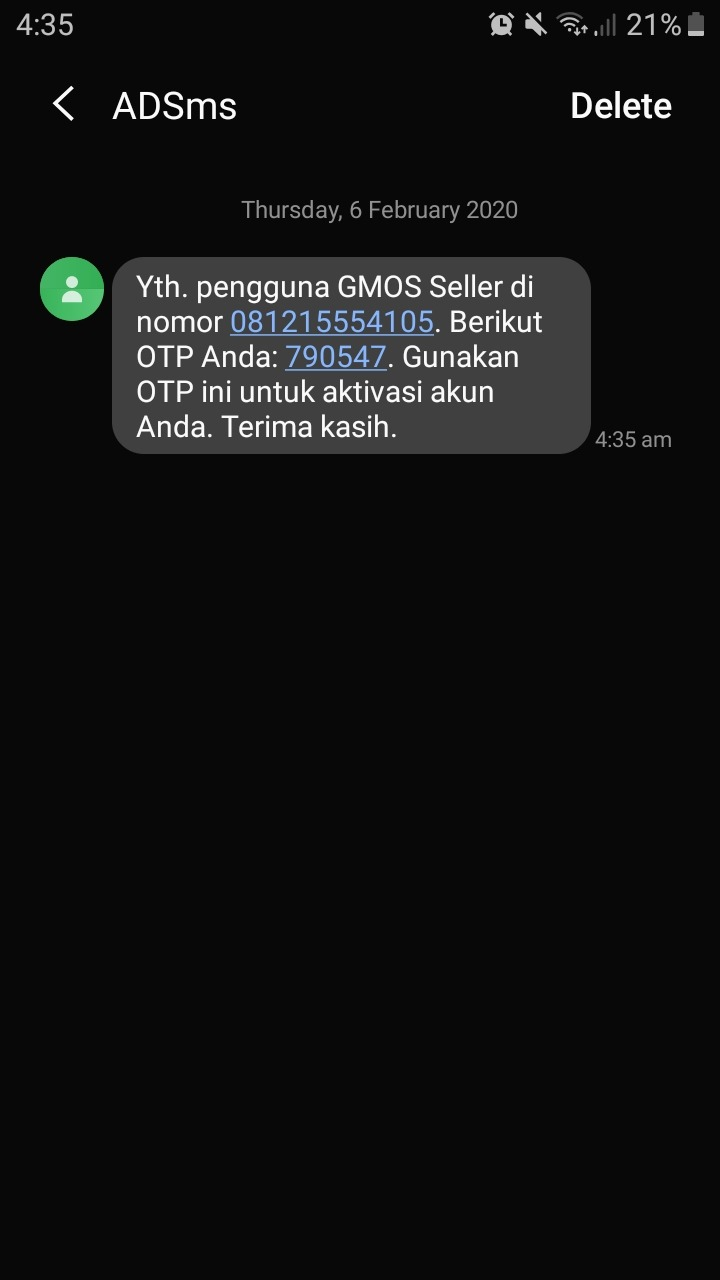 4:35 21%
ADSms Delete
Thursday, 6 February 2020
Yth. pengguna GMOS Seller di
nomor 081215554105. Berikut
OTP Anda: 790547. Gunakan
OTP ini untuk aktivasi akun
Anda. Terima kasih.
4:35 am